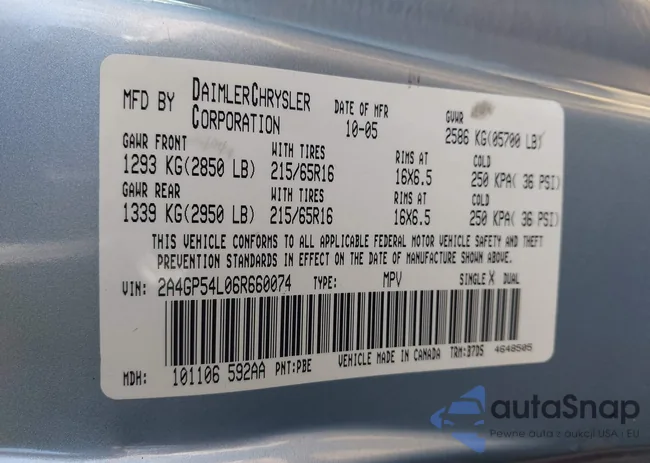 MFD BY DAIMLERCHRYSLER CORPORATION
DATE OF MFR 10-05
GVWR 2586 KG(05700 LB)
GAWR FRONT WITH TIRES RIMS AT COLD
1293 KG(2850 LB) 215/65R16 16X6.5 250 KPA( 36 PSI)
GAWR REAR WITH TIRES RIMS AT COLD
1339 KG(2950 LB) 215/65R16 16X6.5 250 KPA( 36 PSI)
THIS VEHICLE CONFORMS TO ALL APPLICABLE FEDERAL MOTOR VEHICLE SAFETY AND THEFT
PREVENTION STANDARDS IN EFFECT ON THE DATE OF MANUFACTURE SHOWN ABOVE.
VIN: 2A4GP54L06R660074 TYPE: MPV SINGLE X DUAL
MDH: 101106 592AA PNT:PBE VEHICLE MADE IN CANADA TRM:B7D5 4648505
autaSnap
Pewne auta z aukcji USA i EU